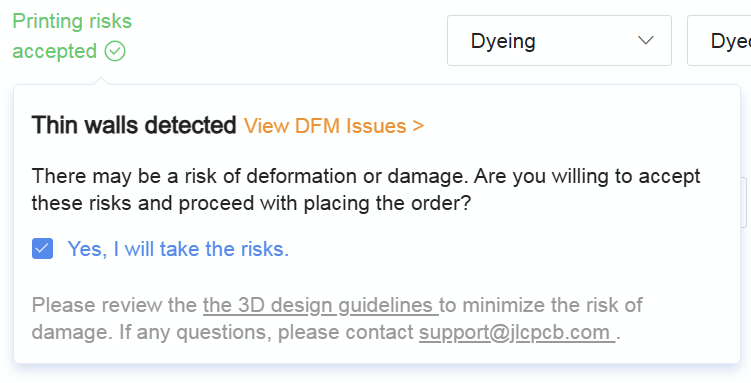 Printing risks
accepted
Dyeing
Dyec
Thin walls detected View DFM Issues >
There may be a risk of deformation or damage. Are you willing to accept
these risks and proceed with placing the order?
Yes, I will take the risks.
Please review the the 3D design guidelines to minimize the risk of
damage. If any questions, please contact support@jlcpcb.com .